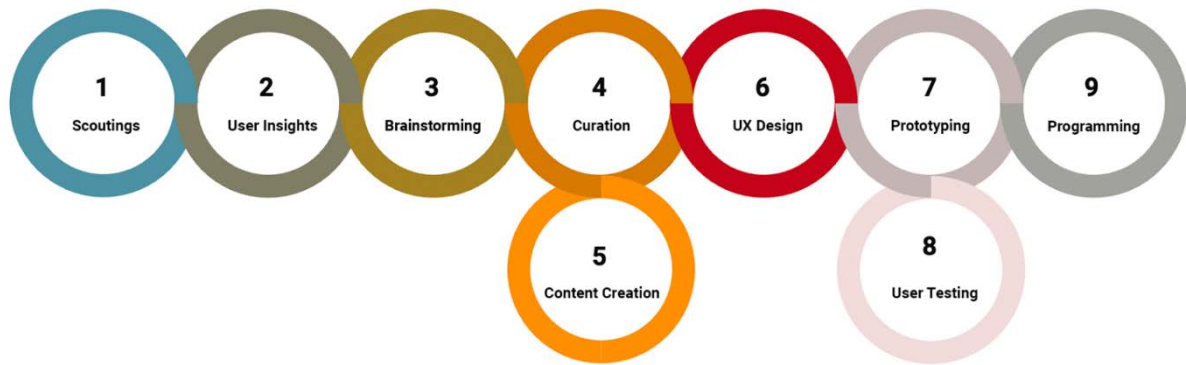 1
Scoutings
2
User Insights
3
Brainstorming
4
Curation
5
Content Creation
6
UX Design
7
Prototyping
8
User Testing
9
Programming